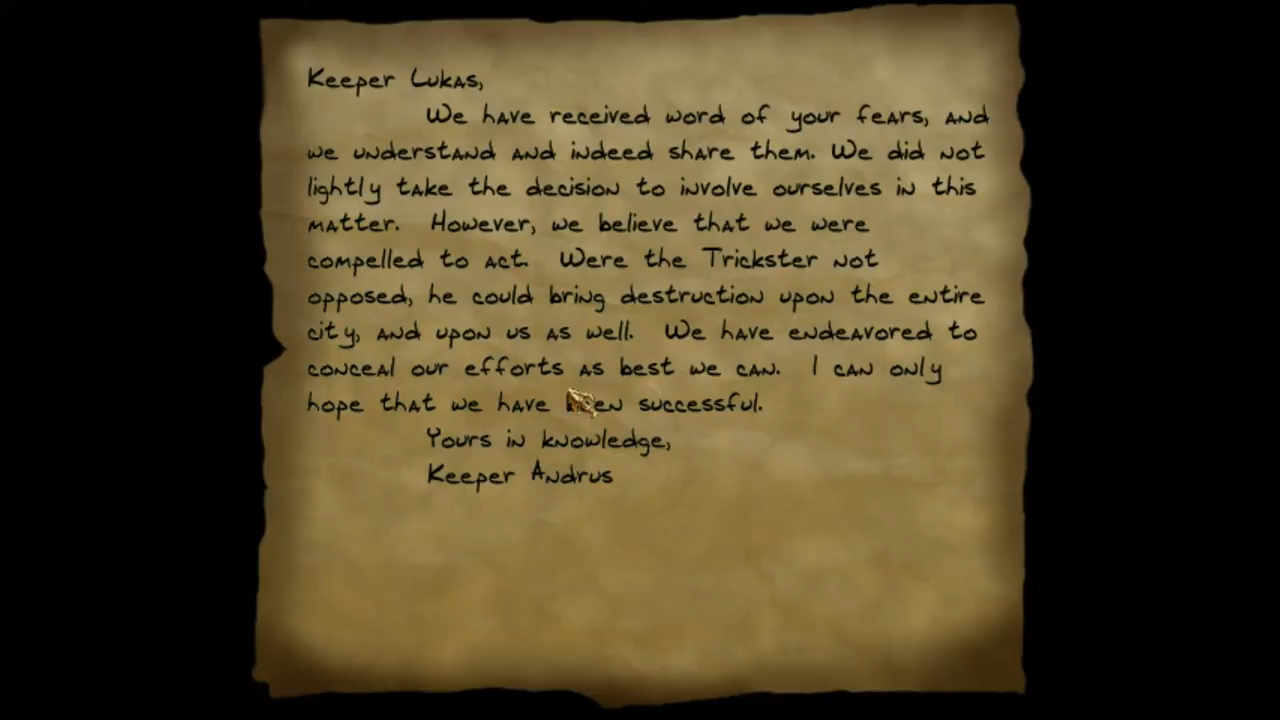 Keeper Lukas,
We have received word of your fears, and
we understand and indeed share them. We did not
lightly take the decision to involve ourselves in this
matter. However, we believe that we were
compelled to act. Were the Trickster not
opposed, he could bring destruction upon the entire
city, and upon us as well. We have endeavored to
conceal our efforts as best we can. I can only
hope that we have been successful.
Yours in knowledge,
Keeper Andrus